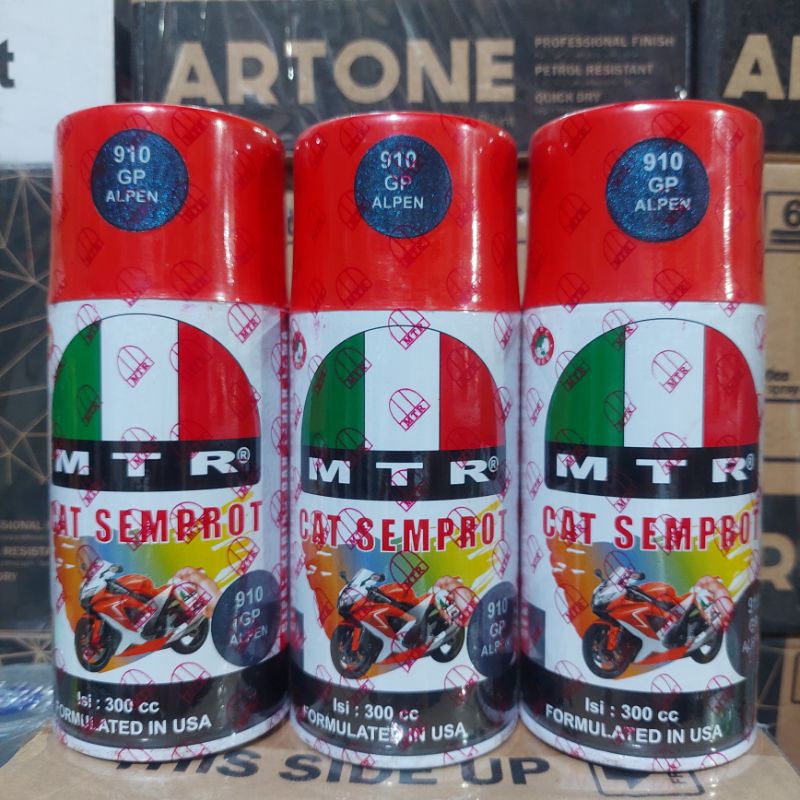 ARTONE
PROFESSIONAL FINISH
PETROL RESISTANT
QUICK DRY
910
GP
ALPEN
910
GP
ALPEN
910
GP
ALPEN
MTR®
CAT SEMPROT
910
GP
ALPEN
Isi : 300 cc
FORMULATED IN USA
MTR®
CAT SEMPROT
910
GP
ALPEN
Isi : 300 cc
FORMULATED IN USA
MTR®
CAT SEMPROT
Isi : 300 cc
FORMULATED IN USA
THIS SIDE UP